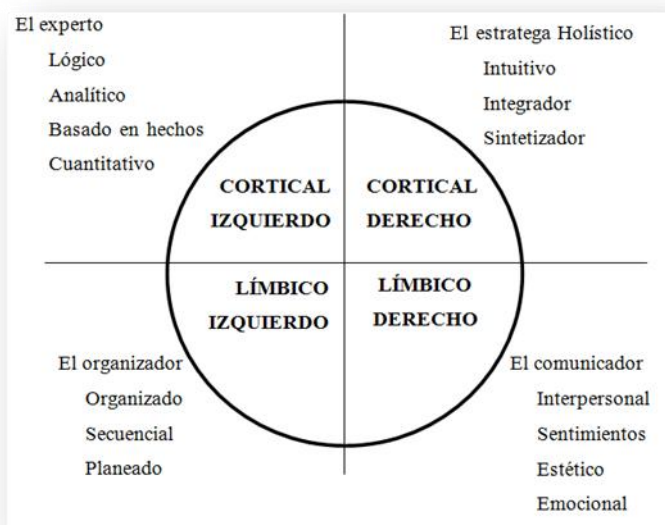 El experto
Lógico
Analítico
Basado en hechos
Cuantitativo
El estratega Holístico
Intuitivo
Integrador
Sintetizador
CORTICAL
IZQUIERDO
CORTICAL
DERECHO
LÍMBICO
IZQUIERDO
LÍMBICO
DERECHO
El organizador
Organizado
Secuencial
Planeado
El comunicador
Interpersonal
Sentimientos
Estético
Emocional